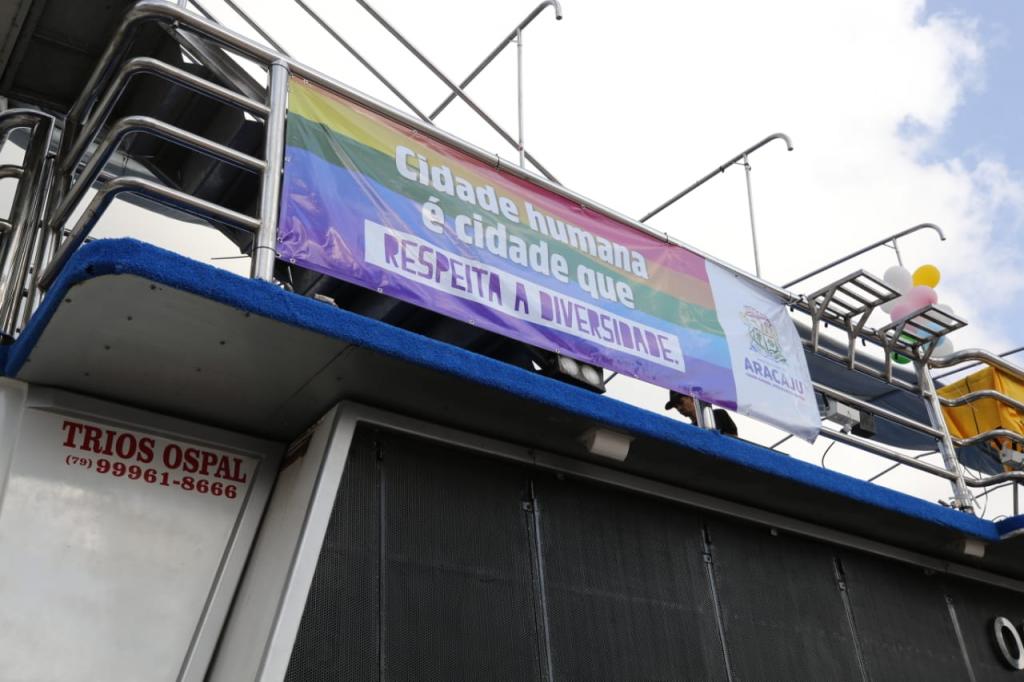 Cidade humana
é cidade que
RESPEITA A DIVERSIDADE.
ARACAJU
TRIOS OSPAL
(79) 99961-8666